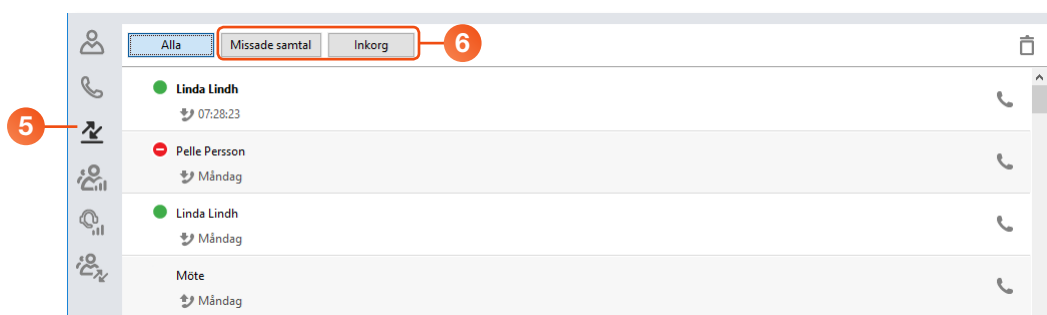 Alla Missade samtal Inkorg 6
Linda Lindh
07:28:23
5
Pelle Persson
Måndag
Linda Lindh
Måndag
Möte
Måndag